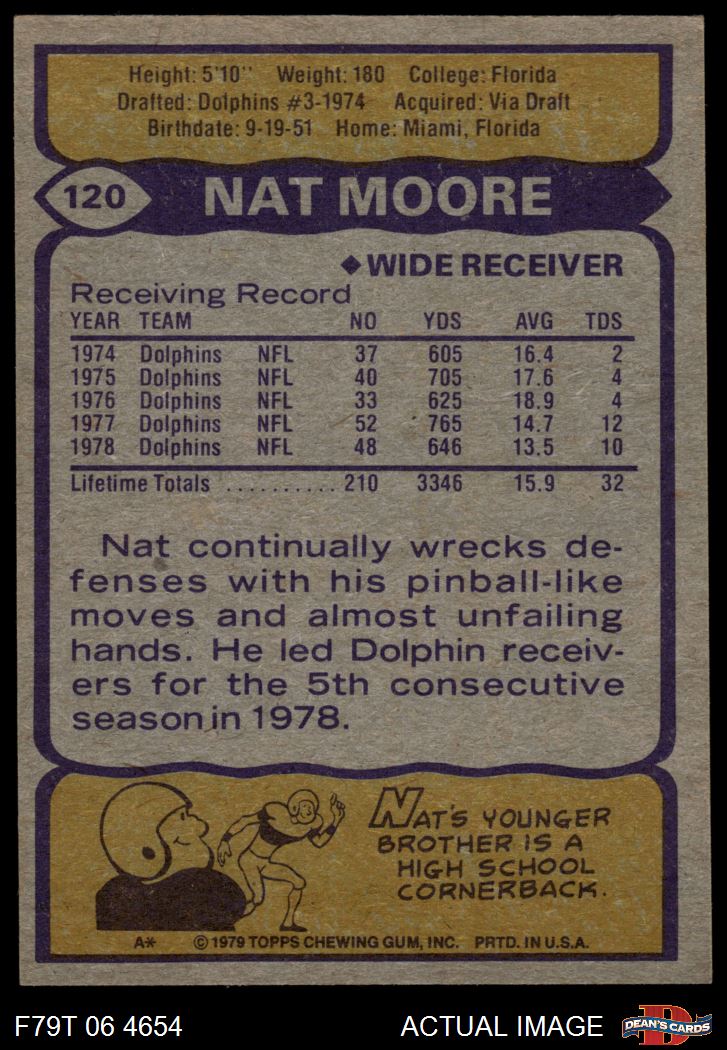 Height: 5'10" Weight: 180 College: Florida
Drafted: Dolphins #3-1974 Acquired: Via Draft
Birthdate: 9-19-51 Home: Miami, Florida
120 NAT MOORE
◆ WIDE RECEIVER
Receiving Record
YEAR TEAM NO YDS AVG TDS
1974 Dolphins NFL 37 605 16.4 2
1975 Dolphins NFL 40 705 17.6 4
1976 Dolphins NFL 33 625 18.9 4
1977 Dolphins NFL 52 765 14.7 12
1978 Dolphins NFL 48 646 13.5 10
Lifetime Totals .......... 210 3346 15.9 32
Nat continually wrecks de-
fenses with his pinball-like
moves and almost unfailing
hands. He led Dolphin receiv-
ers for the 5th consecutive
season in 1978.
NAT'S YOUNGER
BROTHER IS A
HIGH SCHOOL
CORNERBACK.
A* © 1979 TOPPS CHEWING GUM, INC. PRTD. IN U.S.A.
F79T 06 4654 ACTUAL IMAGE D DEAN'S CARDS